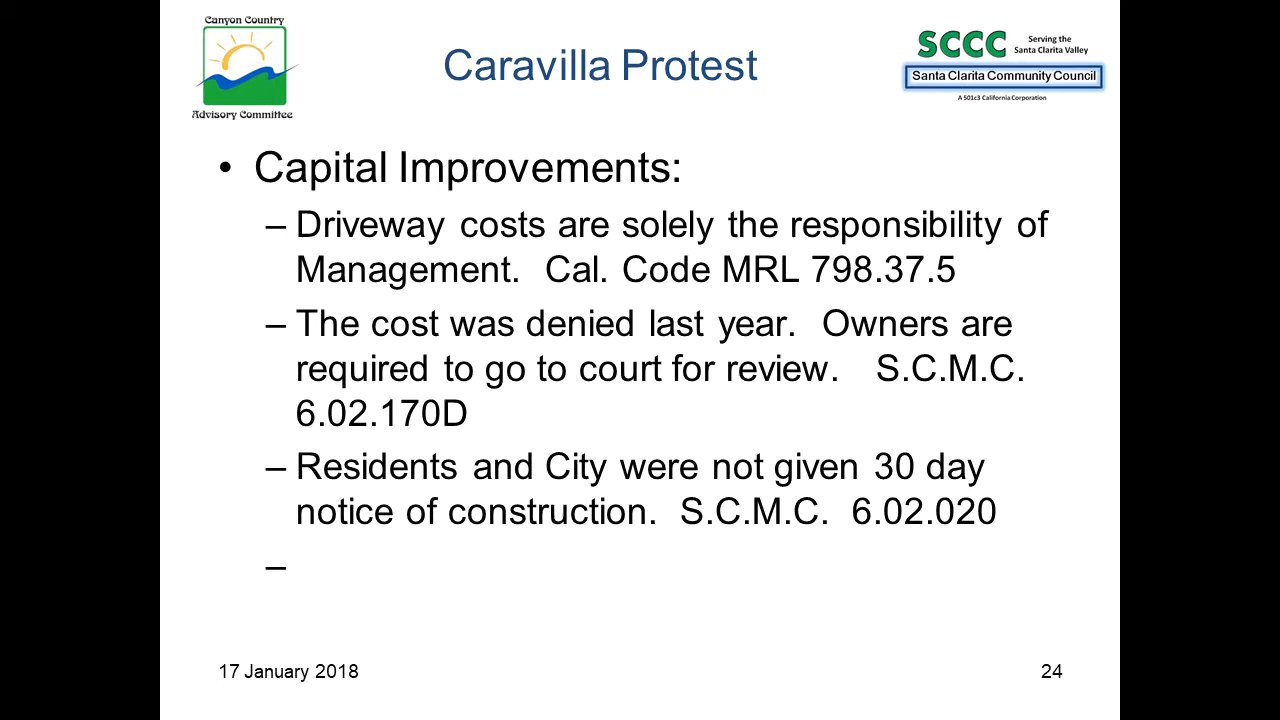 Canyon Country
Advisory Committee
Caravilla Protest
SCCC
Serving the
Santa Clarita Valley
Santa Clarita Community Council
A 501c3 California Corporation
• Capital Improvements:
– Driveway costs are solely the responsibility of
Management. Cal. Code MRL 798.37.5
– The cost was denied last year. Owners are
required to go to court for review. S.C.M.C.
6.02.170D
– Residents and City were not given 30 day
notice of construction. S.C.M.C. 6.02.020
–
17 January 2018
24